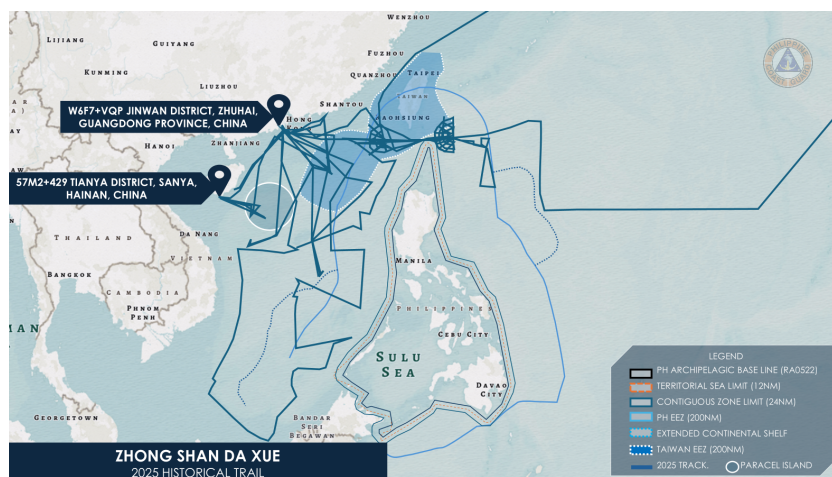 WENZHOU
LIJIANG
GUIYANG
FUZHOU
KUNMING
QUANZHOU
TAIPEI
LIUZHOU
TAIWAN
SHANTOU
W6F7+VQP JINWAN DISTRICT, ZHUHAI,
GUANGDONG PROVINCE, CHINA
HONG
KAOHSIUNG
HANOI
ZHANJIANG
57M2+429 TIANYA DISTRICT, SANYA,
HAINAN, CHINA
DA NANG
THAILAND
VIETNAM
MANILA
BANGKOK
CAMBODIA
PHNOM
PENH
PHILIPPINES
CEBU CITY
SULU
SEA
DAVAO
CITY
GEORGETOWN
BANDAR
SERI
BEGAWAN
LEGEND
PH ARCHIPELAGIC BASE LINE (RA0522)
TERRITORIAL SEA LIMIT (12NM)
CONTIGUOUS ZONE LIMIT (24NM)
PH EEZ (200NM)
EXTENDED CONTINENTAL SHELF
TAIWAN EEZ (200NM)
2025 TRACK. PARACEL ISLAND
ZHONG SHAN DA XUE
2025 HISTORICAL TRAIL
PHILIPPINE
COAST GUARD